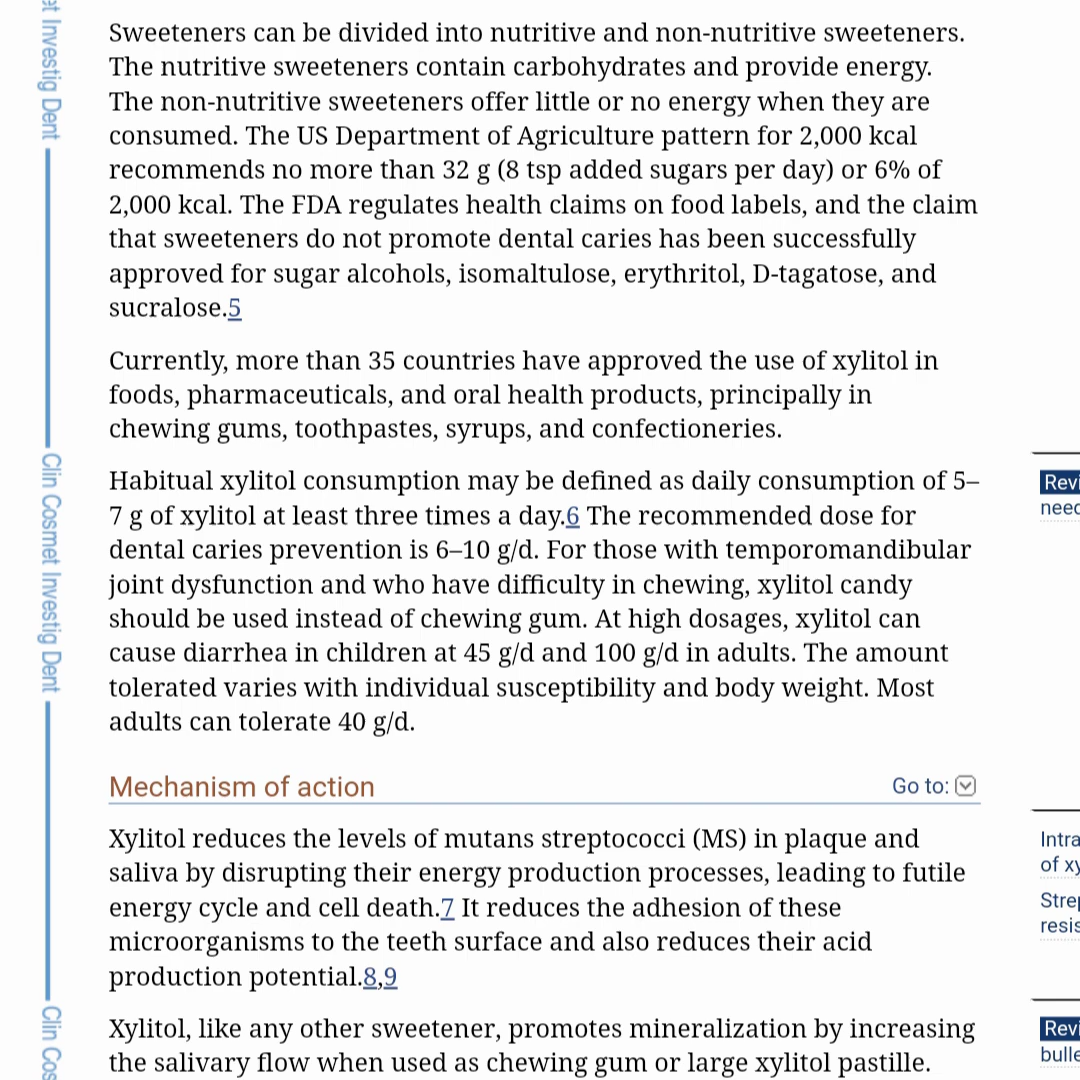 Sweeteners can be divided into nutritive and non-nutritive sweeteners.
The nutritive sweeteners contain carbohydrates and provide energy.
The non-nutritive sweeteners offer little or no energy when they are
consumed. The US Department of Agriculture pattern for 2,000 kcal
recommends no more than 32 g (8 tsp added sugars per day) or 6% of
2,000 kcal. The FDA regulates health claims on food labels, and the claim
that sweeteners do not promote dental caries has been successfully
approved for sugar alcohols, isomaltulose, erythritol, D-tagatose, and
sucralose.5
Currently, more than 35 countries have approved the use of xylitol in
foods, pharmaceuticals, and oral health products, principally in
chewing gums, toothpastes, syrups, and confectioneries.
Habitual xylitol consumption may be defined as daily consumption of 5–
7 g of xylitol at least three times a day.6 The recommended dose for
dental caries prevention is 6–10 g/d. For those with temporomandibular
joint dysfunction and who have difficulty in chewing, xylitol candy
should be used instead of chewing gum. At high dosages, xylitol can
cause diarrhea in children at 45 g/d and 100 g/d in adults. The amount
tolerated varies with individual susceptibility and body weight. Most
adults can tolerate 40 g/d.
Mechanism of action
Go to:
Xylitol reduces the levels of mutans streptococci (MS) in plaque and
saliva by disrupting their energy production processes, leading to futile
energy cycle and cell death.7 It reduces the adhesion of these
microorganisms to the teeth surface and also reduces their acid
production potential.8,9
Xylitol, like any other sweetener, promotes mineralization by increasing
the salivary flow when used as chewing gum or large xylitol pastille.
et Investig Dent
Clin Cosmet Investig Dent
Clin Cos
Revi
need
Intra
of xy
Strep
resis
Revi
bulle